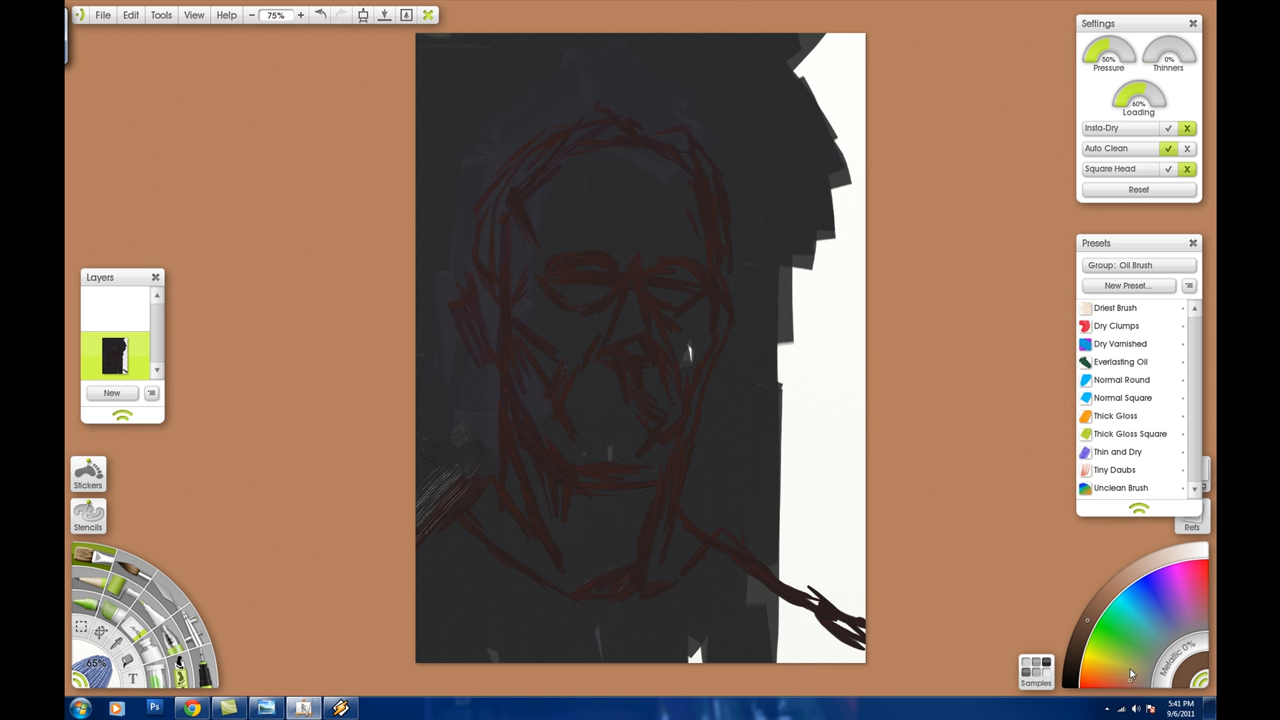 File Edit Tools View Help 75%
Settings
50%
Pressure
0%
Thinners
60%
Loading
Insta-Dry
Auto Clean
Square Head
Reset
Presets
Group: Oil Brush
New Preset...
Driest Brush
Dry Clumps
Dry Varnished
Everlasting Oil
Normal Round
Normal Square
Thick Gloss
Thick Gloss Square
Thin and Dry
Tiny Daubs
Unclean Brush
Refs
Layers
New
Stickers
Stencils
65%
T
Metallic 0%
Samples
Ps
5:41 PM
9/6/2011